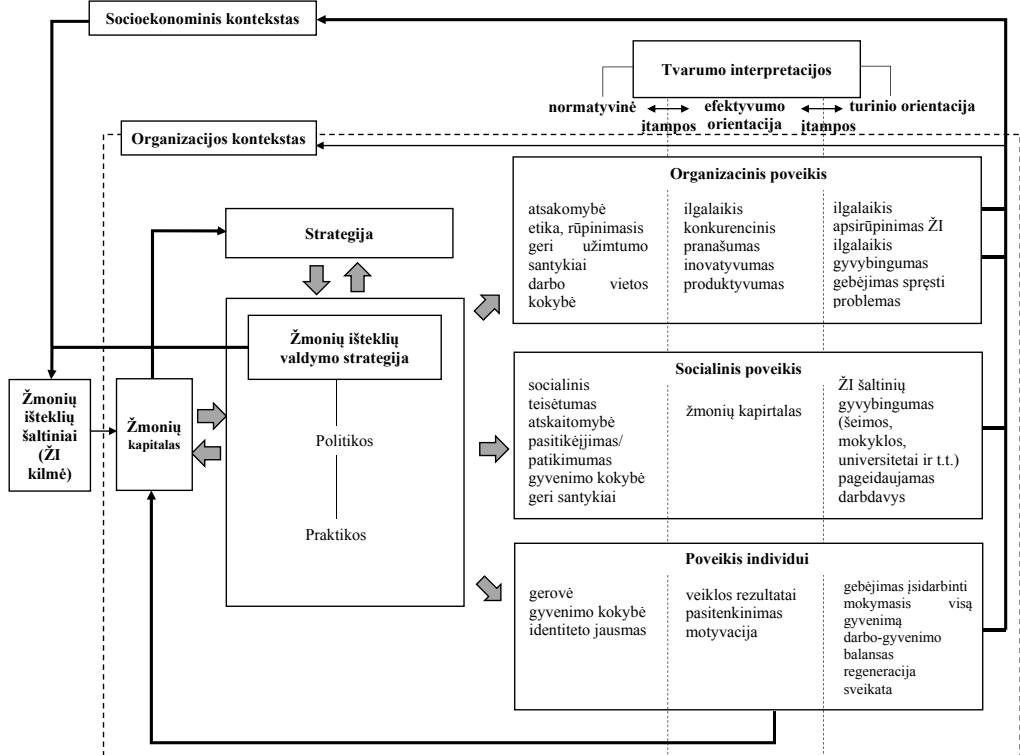 Socioekonominis kontekstas
Tvarumo interpretacijos
normatyvinė
efektyvumo
orientacija
turinio orientacija
įtampos
įtampos
Organizacijos kontekstas
Organizacinis poveikis
atsakomybė
etika, rūpinimasis
geri užimtumo
santykiai
darbo vietos
kokybė
ilgalaikis
konkurencinis
pranašumas
inovatyvumas
produktyvumas
ilgalaikis
apsirūpinimas ŽI
ilgalaikis
gyvybingumas
gebėjimas spręsti
problemas
Strategija
Žmonių išteklių
valdymo strategija
Politikos
Praktikos
Žmonių
išteklių
šaltiniai
(ŽI
kilmė)
Žmonių
kapitalas
Socialinis poveikis
socialinis
teisėtumas
atskaitomybė
pasitikėjjimas/
patikimumas
gyvenimo kokybė
geri santykiai
žmonių kapirtalas
ŽI šaltinių
gyvybingumas
(šeimos,
mokyklos,
universitetai ir t.t.)
pageidaujamas
darbdavys
Poveikis individui
gerovė
gyvenimo kokybė
identiteto jausmas
veiklos rezultatai
pasitenkinimas
motyvacija
gebėjimas įsidarbinti
mokymasis visą
gyvenimą
darbo-gyvenimo
balansas
regeneracija
sveikata